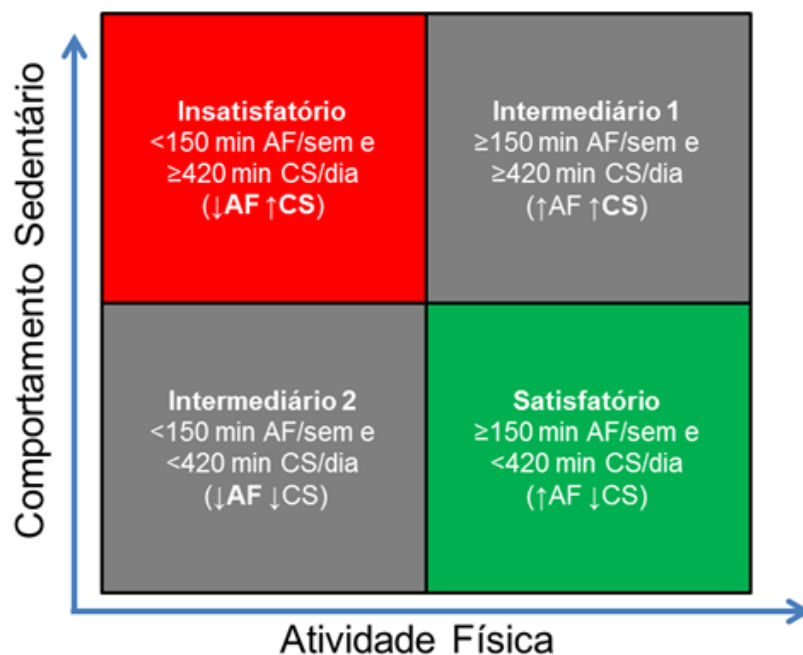 Comportamento Sedentário
Insatisfatório
<150 min AF/sem e
≥420 min CS/dia
(↓AF ↑CS)
Intermediário 1
≥150 min AF/sem e
≥420 min CS/dia
(↑AF ↑CS)
Intermediário 2
<150 min AF/sem e
<420 min CS/dia
(↓AF ↓CS)
Satisfatório
≥150 min AF/sem e
<420 min CS/dia
(↑AF ↓CS)
Atividade Física